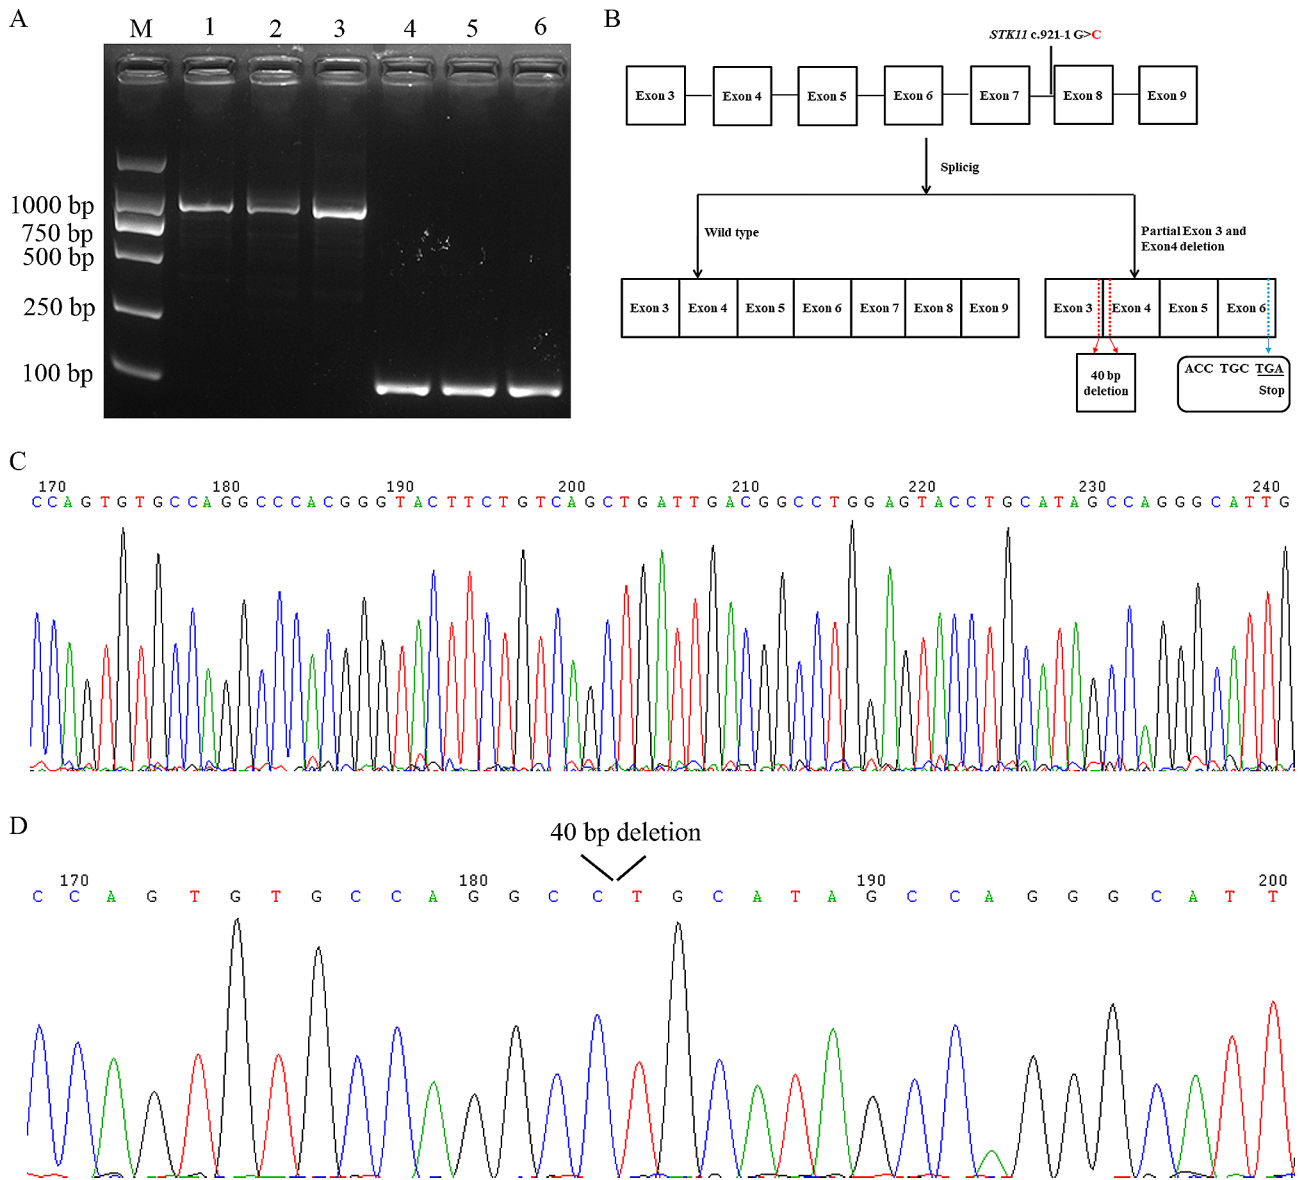 A
M 1 2 3 4 5 6
1000 bp
750 bp
500 bp
250 bp
100 bp
B
STK11 c.921-1 G>C
Exon 3 Exon 4 Exon 5 Exon 6 Exon 7 Exon 8 Exon 9
Splicig
Wild type
Partial Exon 3 and
Exon4 deletion
Exon 3 Exon 4 Exon 5 Exon 6 Exon 7 Exon 8 Exon 9
Exon 3 Exon 4 Exon 5 Exon 6
40 bp
deletion
ACC TGC TGA
Stop
C
170 180 190 200 210 220 230 240
C C A G T G T G C C A G G C C C A C G G G T A C T T C T G T C A G C T G A T T G A C G G C C T G G A G T A C C T G C A T A G C C A G G G C A T T G
D
40 bp deletion
170 180 190 200
C C A G T G T G C C A G G C C T G C A T A G C C A G G G C A T T